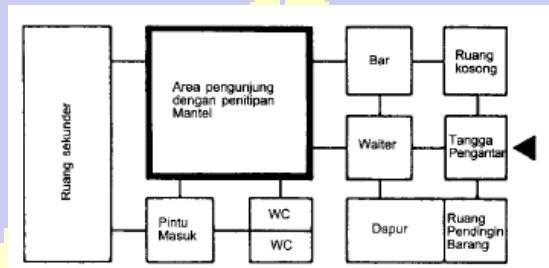 Ruang sekunder
Area pengunjung
dengan penitipan
Mantel
Bar
Ruang
kosong
Waiter
Tangga
Pengantar
Pintu
Masuk
WC
WC
Dapur
Ruang
Pendingin
Barang